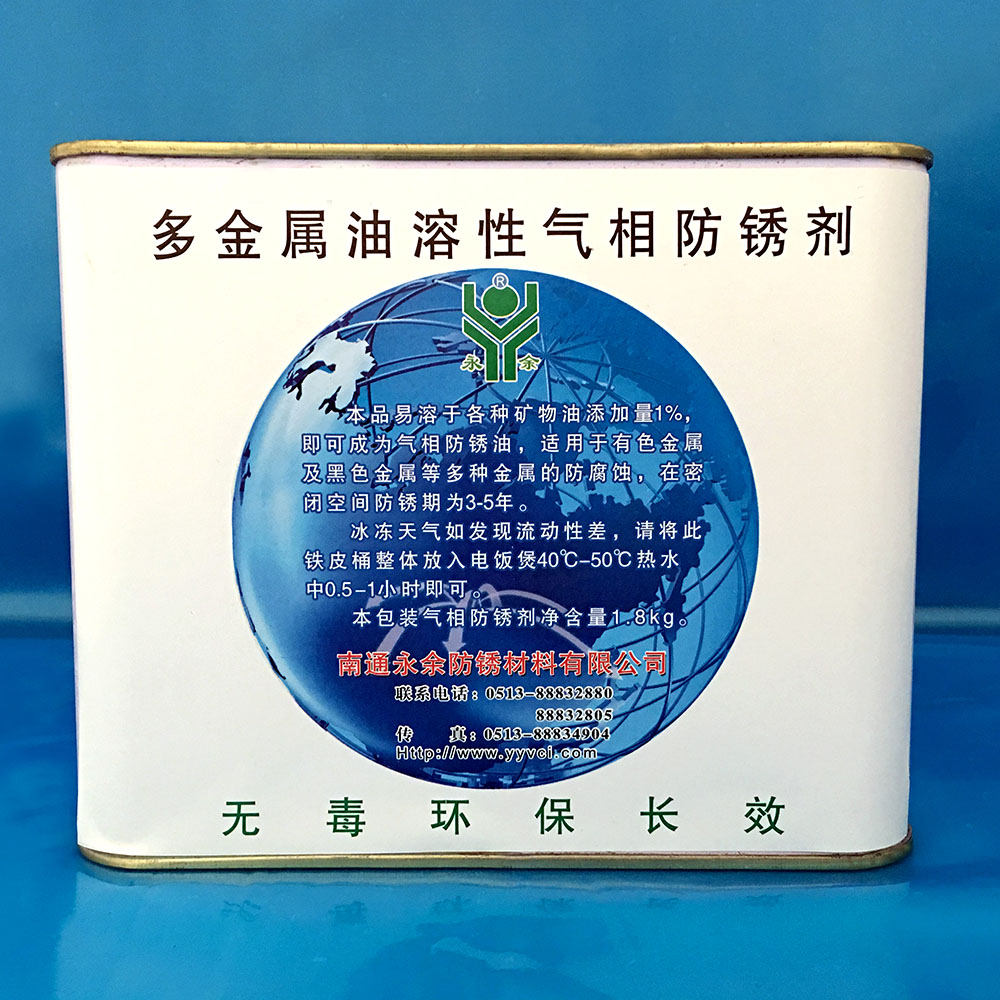 多金属油溶性气相防锈剂
®
永余
本品易溶于各种矿物油添加量1%,
即可成为气相防锈油，适用于有色金属
及黑色金属等多种金属的防腐蚀，在密
闭空间防锈期为3-5年。
冰冻天气如发现流动性差，请将此
铁皮桶整体放入电饭煲40℃-50℃热水
中0.5-1小时即可。
本包装气相防锈剂净含量1.8kg。
南通永余防锈材料有限公司
联系电话：0513-88832880
88832805
传 真：0513-88834904
Http://www.yyvci.com
无毒环保长效